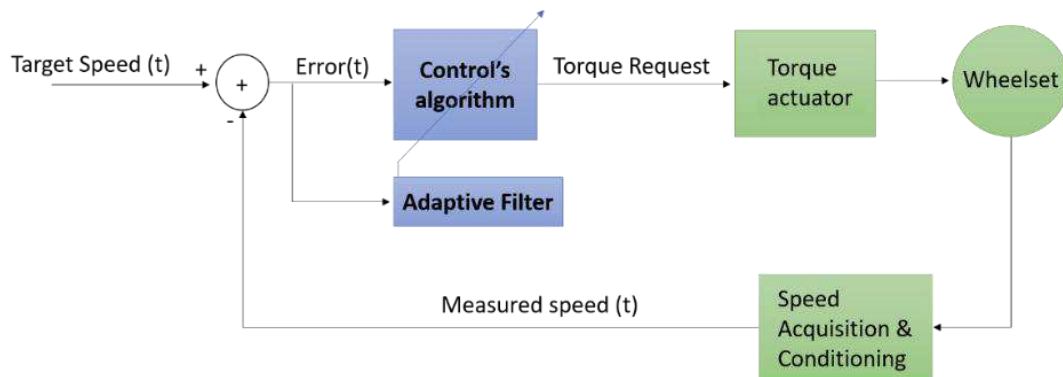 Target Speed (t)
+
+
-
Error(t)
Control's
algorithm
Torque Request
Torque
actuator
Wheelset
Adaptive Filter
Measured speed (t)
Speed
Acquisition &
Conditioning